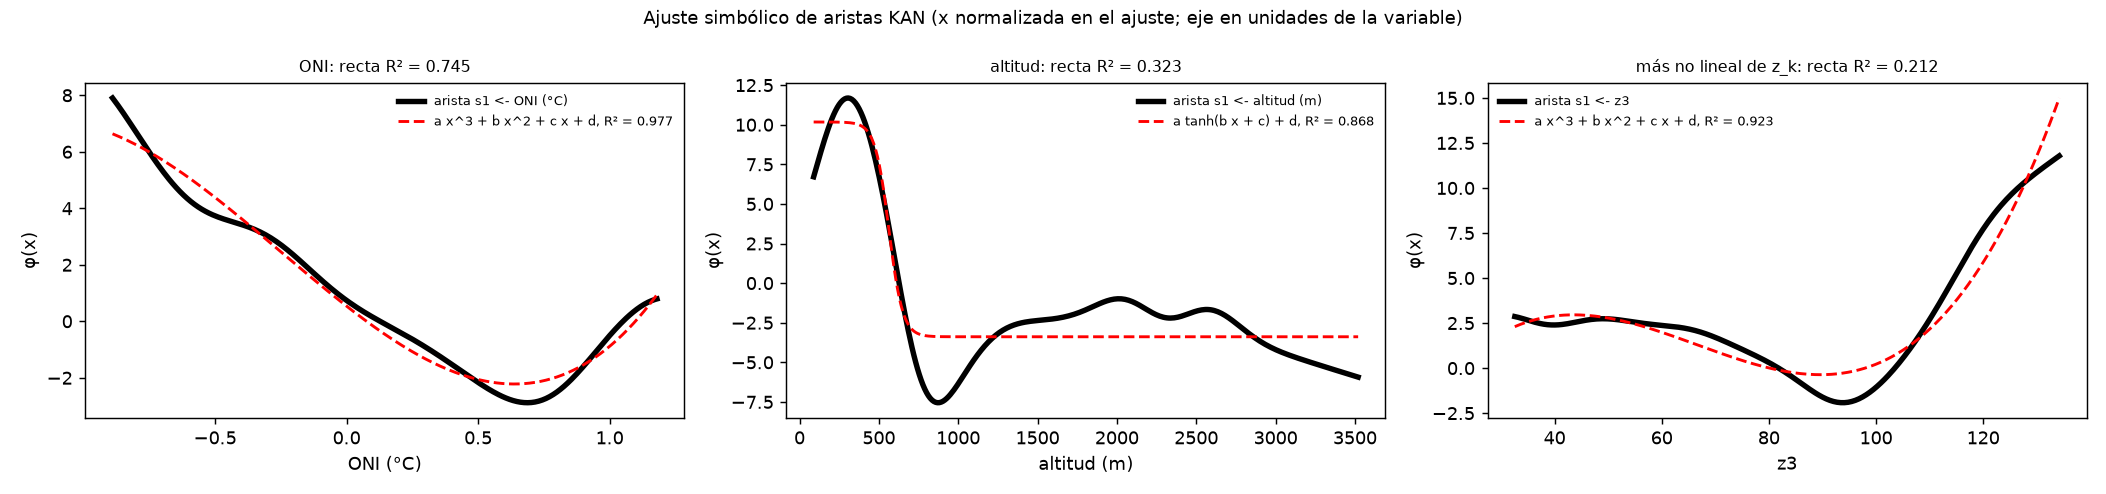 Ajuste simbólico de aristas KAN (x normalizada en el ajuste; eje en unidades de la variable)
ONI: recta R² = 0.745
arista s1 <- ONI (°C)
a x^3 + b x^2 + c x + d, R² = 0.977
φ(x)
8
6
4
2
0
−2
−0.5
0.0
0.5
1.0
ONI (°C)
altitud: recta R² = 0.323
arista s1 <- altitud (m)
a tanh(b x + c) + d, R² = 0.868
φ(x)
12.5
10.0
7.5
5.0
2.5
0.0
−2.5
−5.0
−7.5
0
500
1000
1500
2000
2500
3000
3500
altitud (m)
más no lineal de z_k: recta R² = 0.212
arista s1 <- z3
a x^3 + b x^2 + c x + d, R² = 0.923
φ(x)
15.0
12.5
10.0
7.5
5.0
2.5
0.0
−2.5
40
60
80
100
120
z3